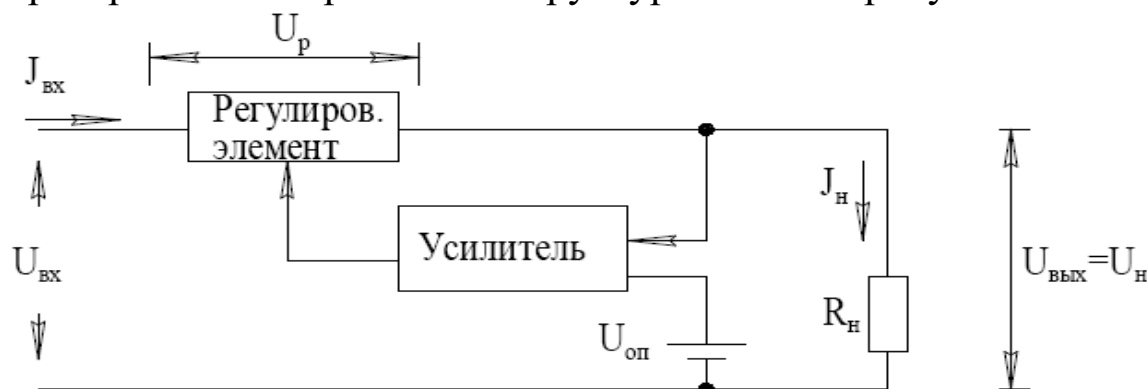 U_р
J_вх
Регулиров.
элемент
J_н
Усилитель
U_вх
U_вых=U_н
R_н
U_оп